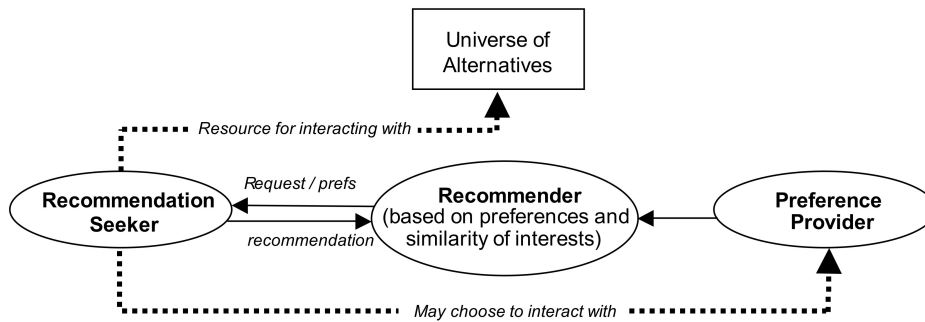 Universe of
Alternatives
Resource for interacting with
Recommendation
Seeker
Request / prefs
recommendation
Recommender
(based on preferences and
similarity of interests)
Preference
Provider
May choose to interact with